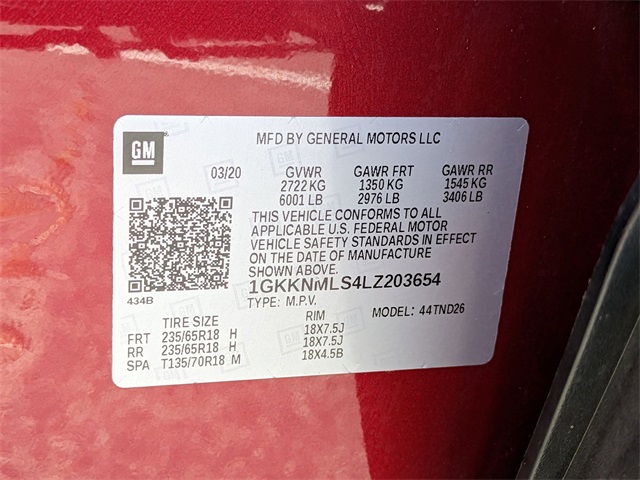 GM
MFD BY GENERAL MOTORS LLC
03/20 GVWR GAWR FRT GAWR RR
2722 KG 1350 KG 1545 KG
6001 LB 2976 LB 3406 LB
THIS VEHICLE CONFORMS TO ALL
APPLICABLE U.S. FEDERAL MOTOR
VEHICLE SAFETY STANDARDS IN EFFECT
ON THE DATE OF MANUFACTURE
SHOWN ABOVE.
434B
1GKKNMLS4LZ203654
TYPE: M.P.V. MODEL: 44TND26
TIRE SIZE RIM
FRT 235/65R18 H 18X7.5J
RR 235/65R18 H 18X7.5J
SPA T135/70R18 M 18X4.5B